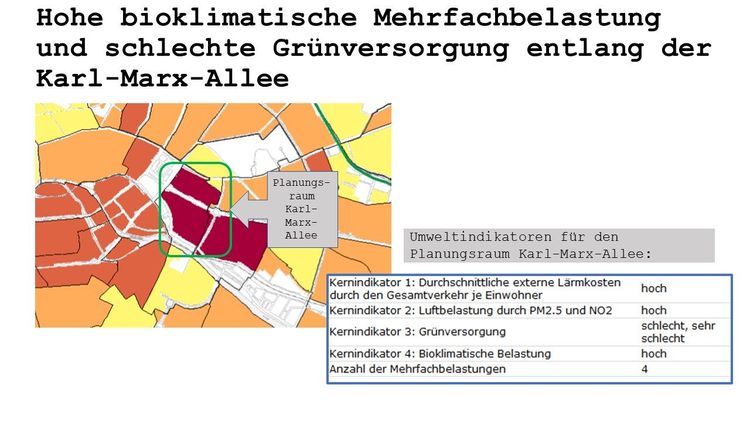 Hohe bioklimatische Mehrfachbelastung
und schlechte Grünversorgung entlang der
Karl-Marx-Allee
Planungs-
raum
Karl-
Marx-
Allee
Umweltindikatoren für den
Planungsraum Karl-Marx-Allee:
Kernindikator 1: Durchschnittliche externe Lärmkosten
durch den Gesamtverkehr je Einwohner hoch
Kernindikator 2: Luftbelastung durch PM2.5 und NO2 hoch
Kernindikator 3: Grünversorgung schlecht, sehr
schlecht
Kernindikator 4: Bioklimatische Belastung hoch
Anzahl der Mehrfachbelastungen 4